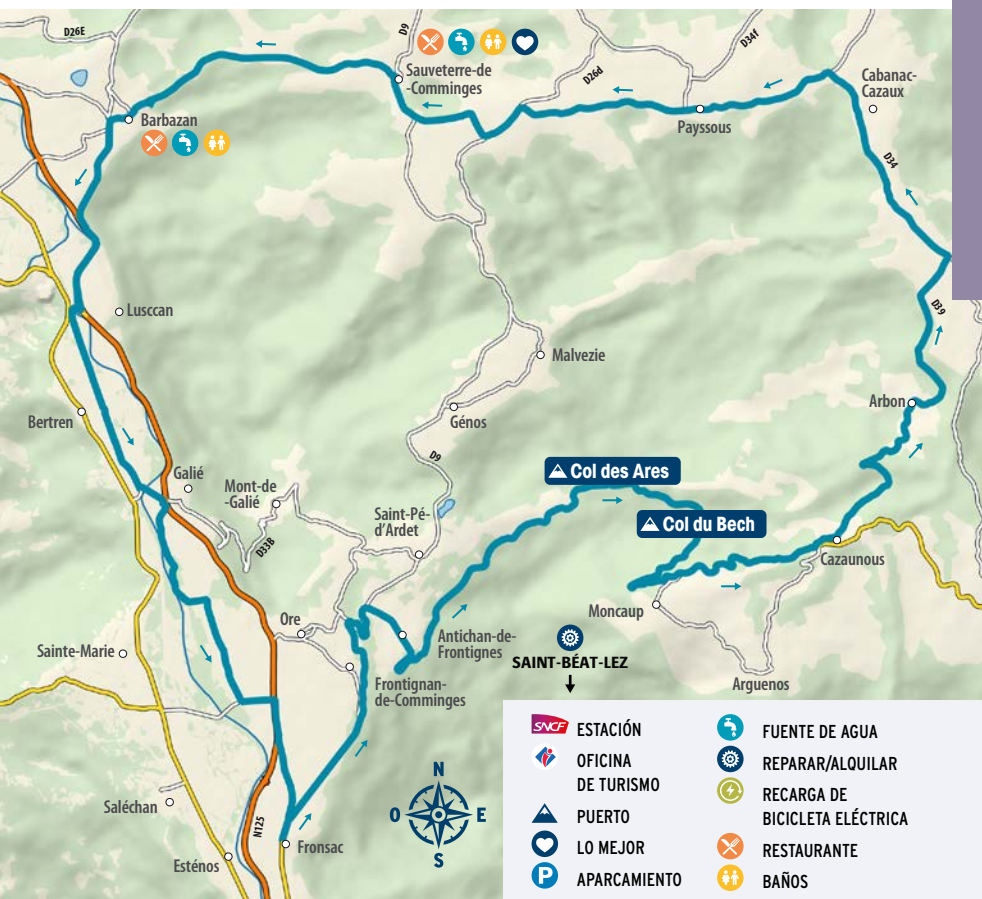 D26E
D9
Sauveterre-de
-Comminges
D26d
D34f
Cabanac-
Cazaux
Barbazan
Payssous
D34
Lusccan
D39
Malvezie
Bertren
Génos
Arbon
D9
Galié
Mont-de
-Galié
Col des Ares
Saint-Pé-
d'Ardet
Col du Bech
D33B
Cazaunous
Ore
Moncaup
Antichan-de-
Frontignes
Sainte-Marie
SAINT-BÉAT-LEZ
Frontignan-
de-Comminges
Arguenos
SNCF ESTACIÓN
OFICINA
DE TURISMO
PUERTO
LO MEJOR
P APARCAMIENTO
FUENTE DE AGUA
REPARAR/ALQUILAR
RECARGA DE
BICICLETA ELÉCTRICA
RESTAURANTE
BAÑOS
N
O E
S
Saléchan
N125
Fronsac
Esténos